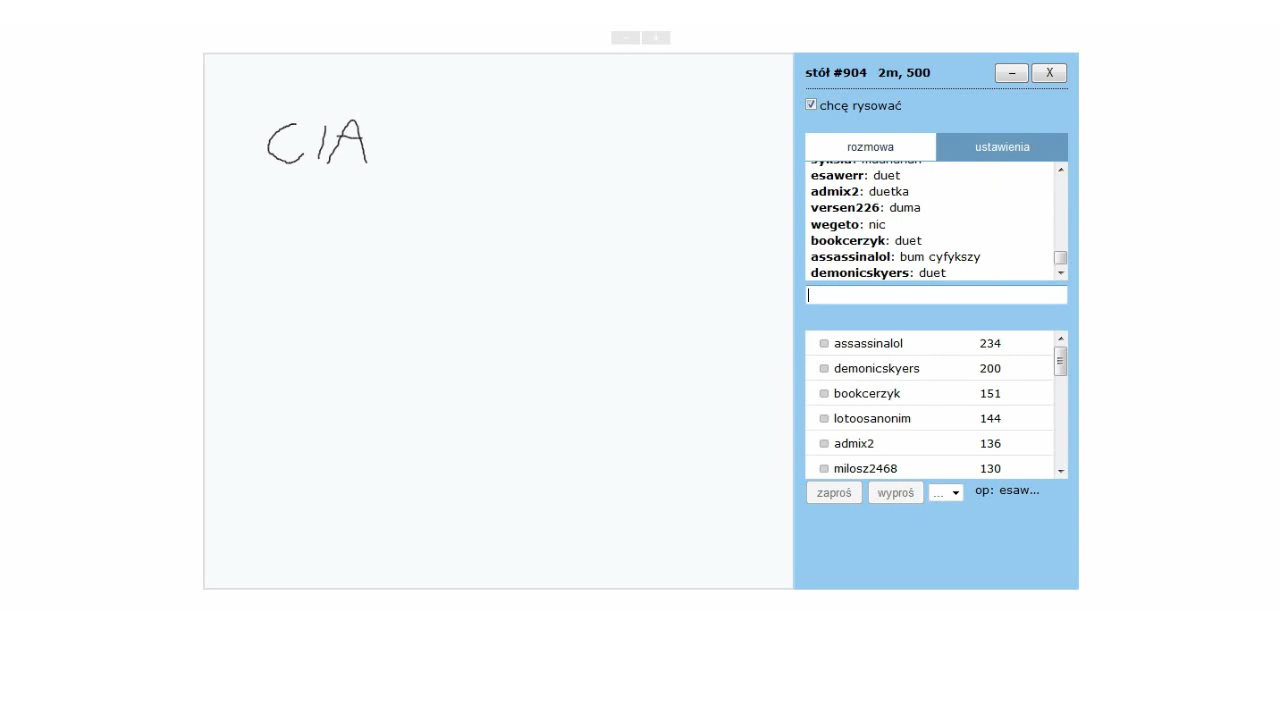 stół #904 2m, 500
– X
chcę rysować
CIA
rozmowa ustawienia
esawerr: duet
admix2: duetka
versen226: duma
wegeto: nic
bookcerzyk: duet
assassinalol: bum cyfykszy
demonicskyers: duet
assassinalol 234
demonicskyers 200
bookcerzyk 151
lotoosanonim 144
admix2 136
milosz2468 130
zaproś wyproś ... op: esaw...